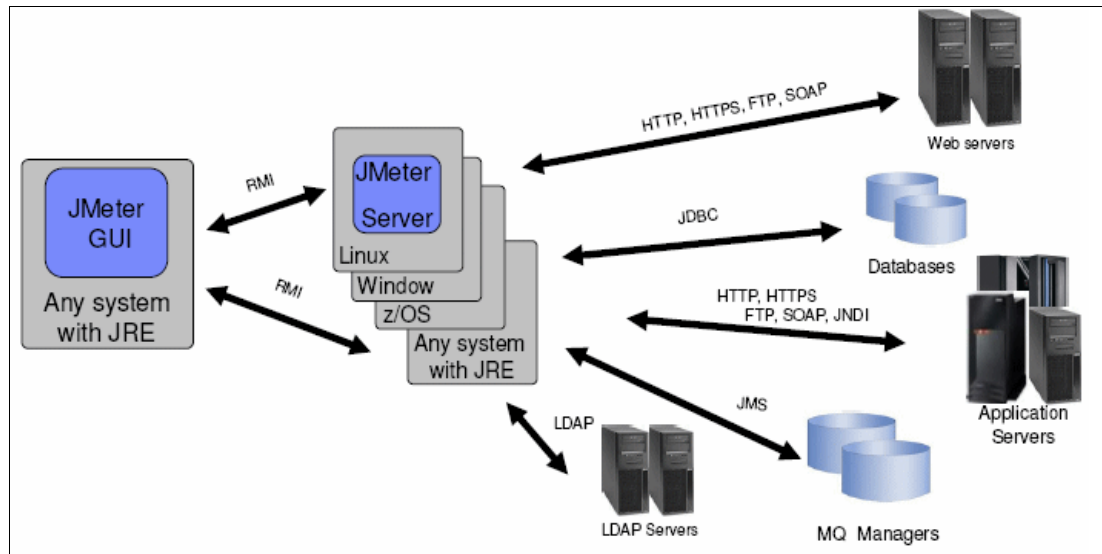 JMeter
GUI
Any system
with JRE
RMI
RMI
JMeter
Server
Linux
Window
z/OS
Any system
with JRE
HTTP, HTTPS, FTP, SOAP
Web servers
JDBC
Databases
HTTP, HTTPS
FTP, SOAP, JNDI
Application
Servers
JMS
MQ Managers
LDAP
LDAP Servers